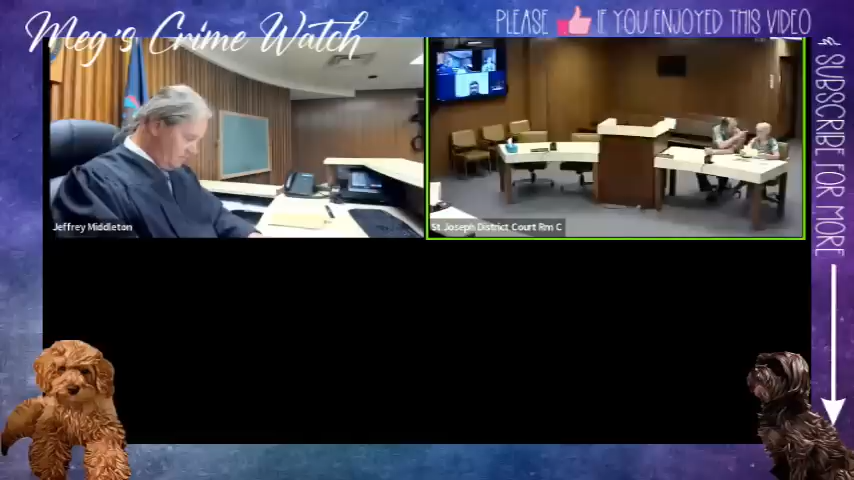 Meg's Crime Watch
PLEASE 👍 IF YOU ENJOYED THIS VIDEO
& SUBSCRIBE FOR MORE
Jeffrey Middleton
St Joseph District Court Rm C